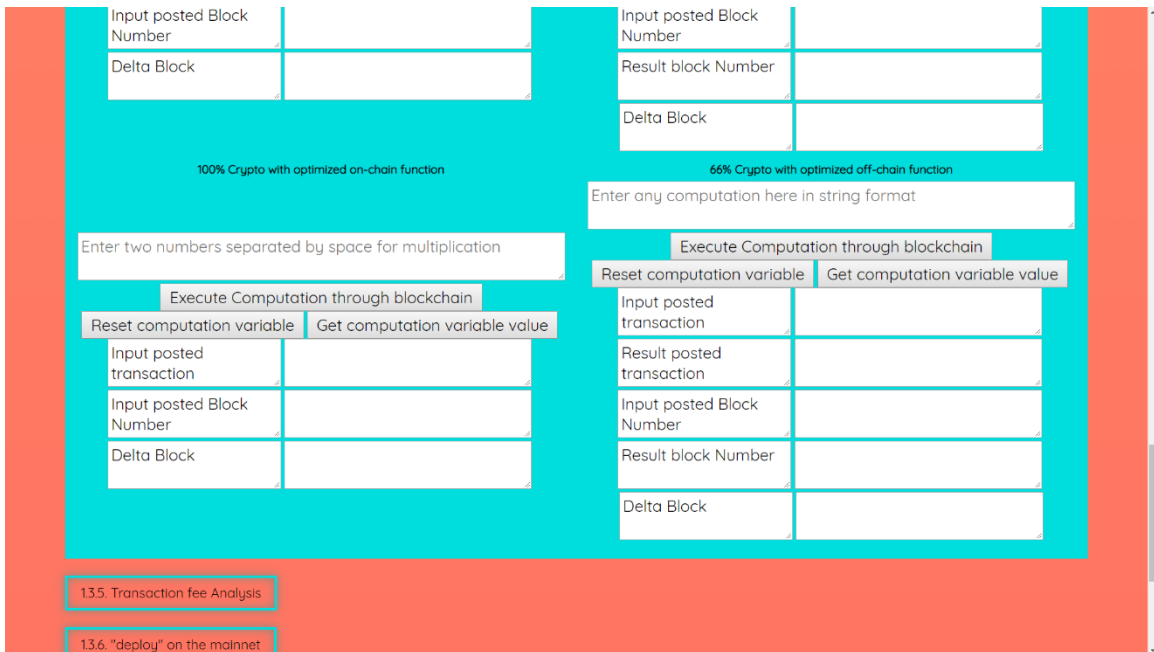 Input posted Block
Number
Delta Block
Input posted Block
Number
Result block Number
Delta Block
100% Crypto with optimized on-chain function
Enter two numbers separated by space for multiplication
Execute Computation through blockchain
Reset computation variable
Get computation variable value
Input posted
transaction
Input posted Block
Number
Delta Block
66% Crypto with optimized off-chain function
Enter any computation here in string format
Execute Computation through blockchain
Reset computation variable
Get computation variable value
Input posted
transaction
Result posted
transaction
Input posted Block
Number
Result block Number
Delta Block
1.3.5. Transaction fee Analysis
1.3.6. "deploy" on the mainnet